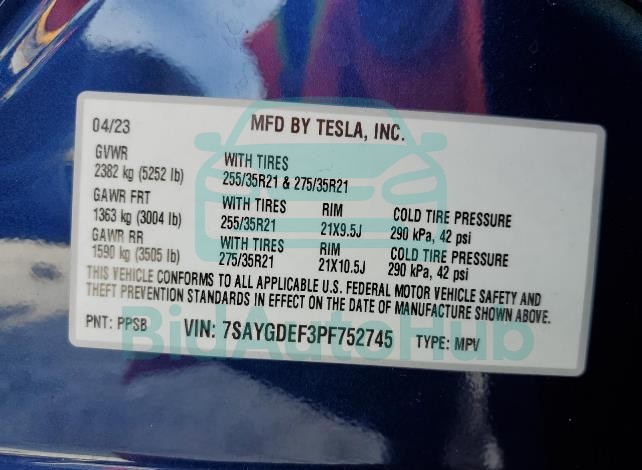 04/23 MFD BY TESLA, INC.
GVWR WITH TIRES
2382 kg (5252 lb) 255/35R21 & 275/35R21
GAWR FRT WITH TIRES RIM COLD TIRE PRESSURE
1363 kg (3004 lb) 255/35R21 21X9.5J 290 kPa, 42 psi
GAWR RR WITH TIRES RIM COLD TIRE PRESSURE
1590 kg (3505 lb) 275/35R21 21X10.5J 290 kPa, 42 psi
THIS VEHICLE CONFORMS TO ALL APPLICABLE U.S. FEDERAL MOTOR VEHICLE SAFETY AND
THEFT PREVENTION STANDARDS IN EFFECT ON THE DATE OF MANUFACTURE SHOWN ABOVE.
PNT: PPSB VIN: 7SAYGDEF3PF752745 TYPE: MPV
BidAutoHub